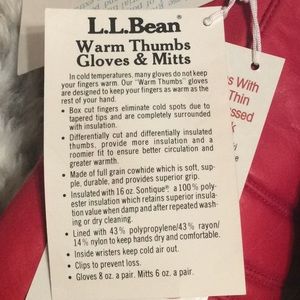 L.L.Bean®
Warm Thumbs
Gloves & Mitts
In cold temperatures, many gloves do not keep
your fingers warm. Our "Warm Thumbs" gloves
are designed to keep your fingers as warm as the
rest of your hand.
• Box cut fingers eliminate cold spots due to
tapered tips and are completely surrounded
with insulation.
• Differentially cut and differentially insulated
thumbs, provide more insulation and a
roomier fit to ensure better circulation and
greater warmth.
• Made of full grain cowhide which is soft, sup-
ple, durable, and provides superior grip.
• Insulated with 16 oz. Sontique® a 100% poly-
ester insulation which retains superior insula-
tion value when damp and after repeated wash-
ing or dry cleaning.
• Lined with 43% polypropylene/43% rayon/
14% nylon to keep hands dry and comfortable.
• Inside wristers keep cold air out.
• Clips to prevent loss.
• Gloves 8 oz. a pair. Mitts 6 oz. a pair.
s With
Thin
ssed
k